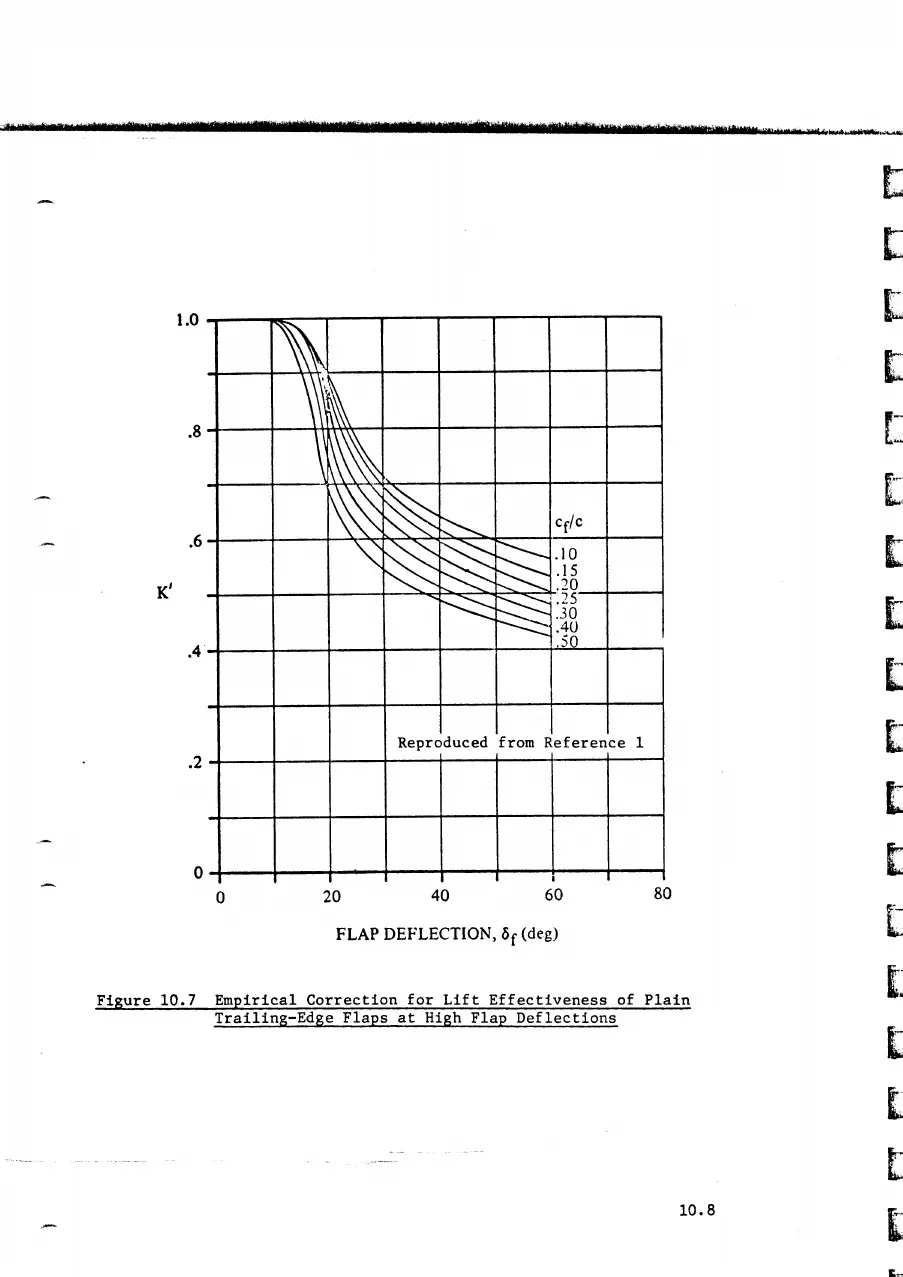 1.0
.8
.6
K'
.4
.2
0
cf/c
.10
.15
.20
.25
.30
.40
.50
Reproduced from Reference 1
0 20 40 60 80
FLAP DEFLECTION, δf (deg)
Figure 10.7 Empirical Correction for Lift Effectiveness of Plain
Trailing-Edge Flaps at High Flap Deflections
10.8